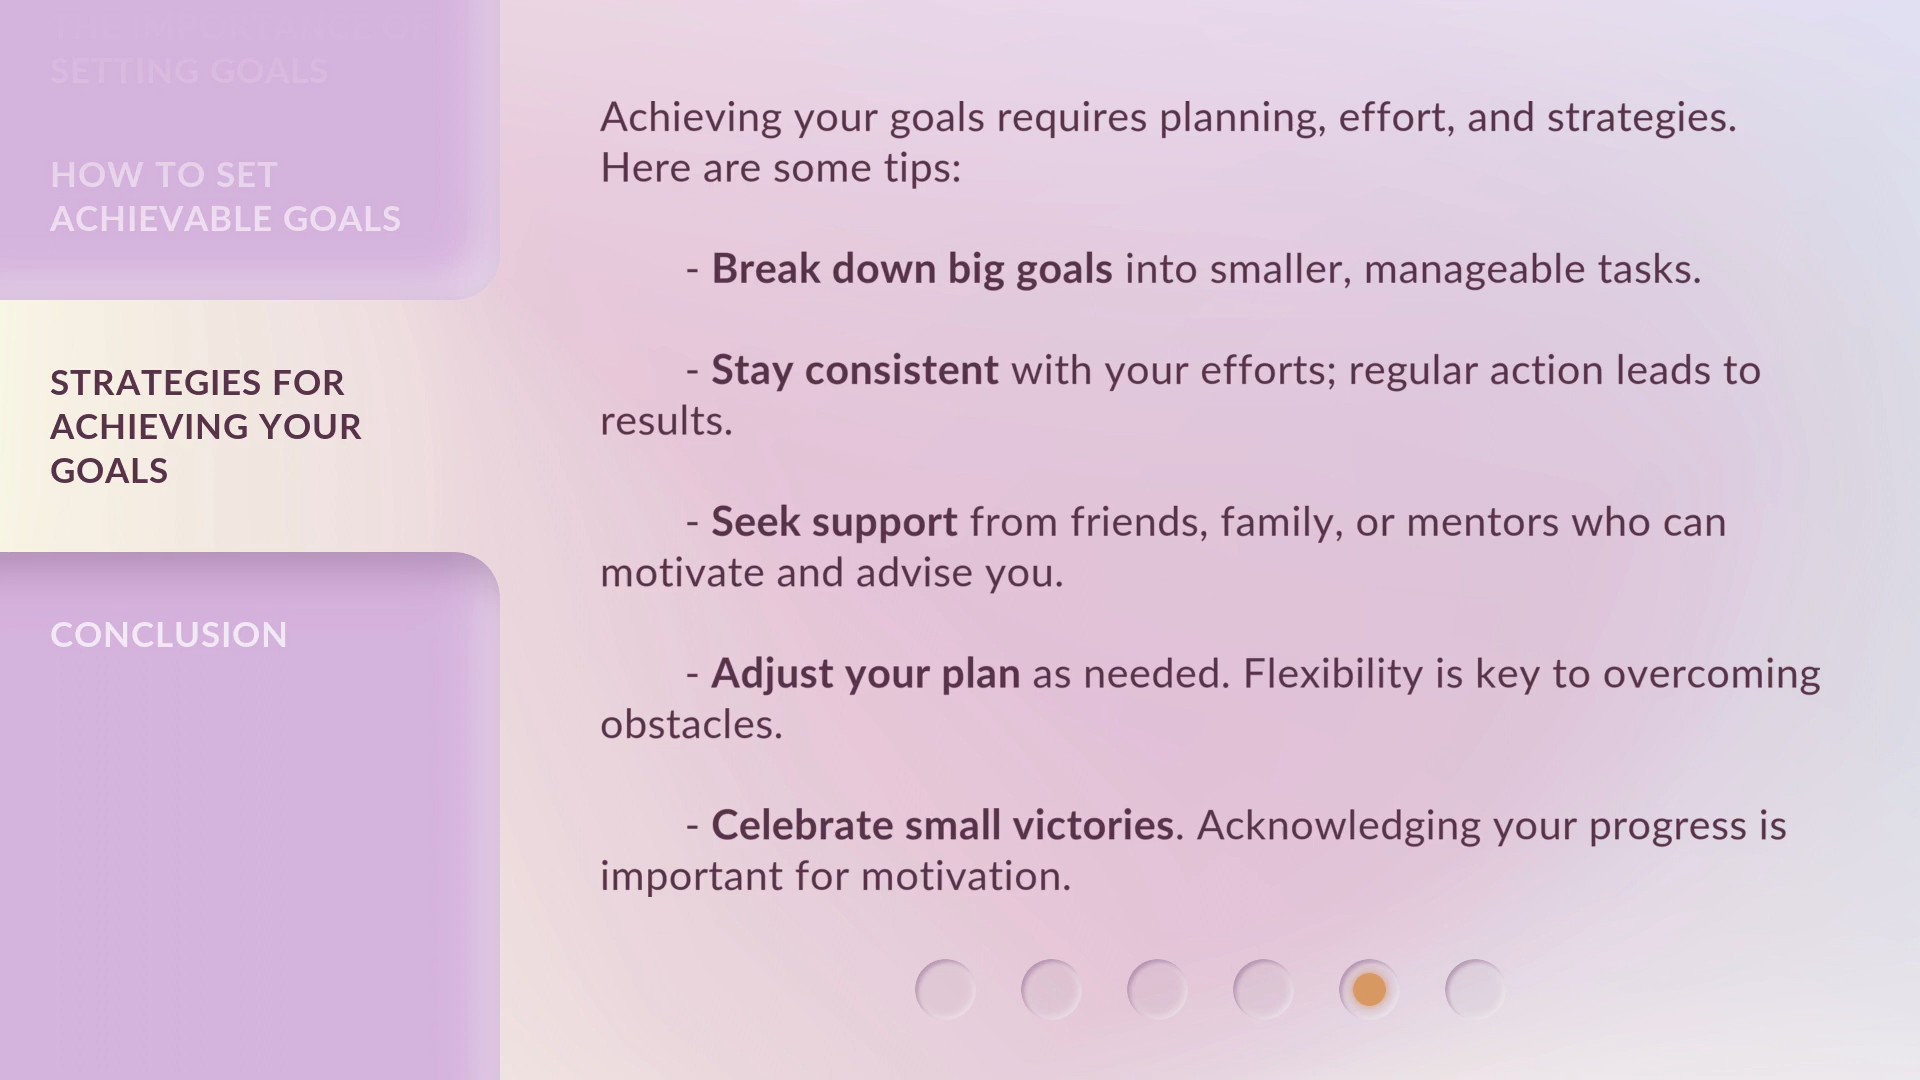 THE IMPORTANCE OF
SETTING GOALS
HOW TO SET
ACHIEVABLE GOALS
STRATEGIES FOR
ACHIEVING YOUR
GOALS
CONCLUSION
Achieving your goals requires planning, effort, and strategies.
Here are some tips:
- Break down big goals into smaller, manageable tasks.
- Stay consistent with your efforts; regular action leads to
results.
- Seek support from friends, family, or mentors who can
motivate and advise you.
- Adjust your plan as needed. Flexibility is key to overcoming
obstacles.
- Celebrate small victories. Acknowledging your progress is
important for motivation.